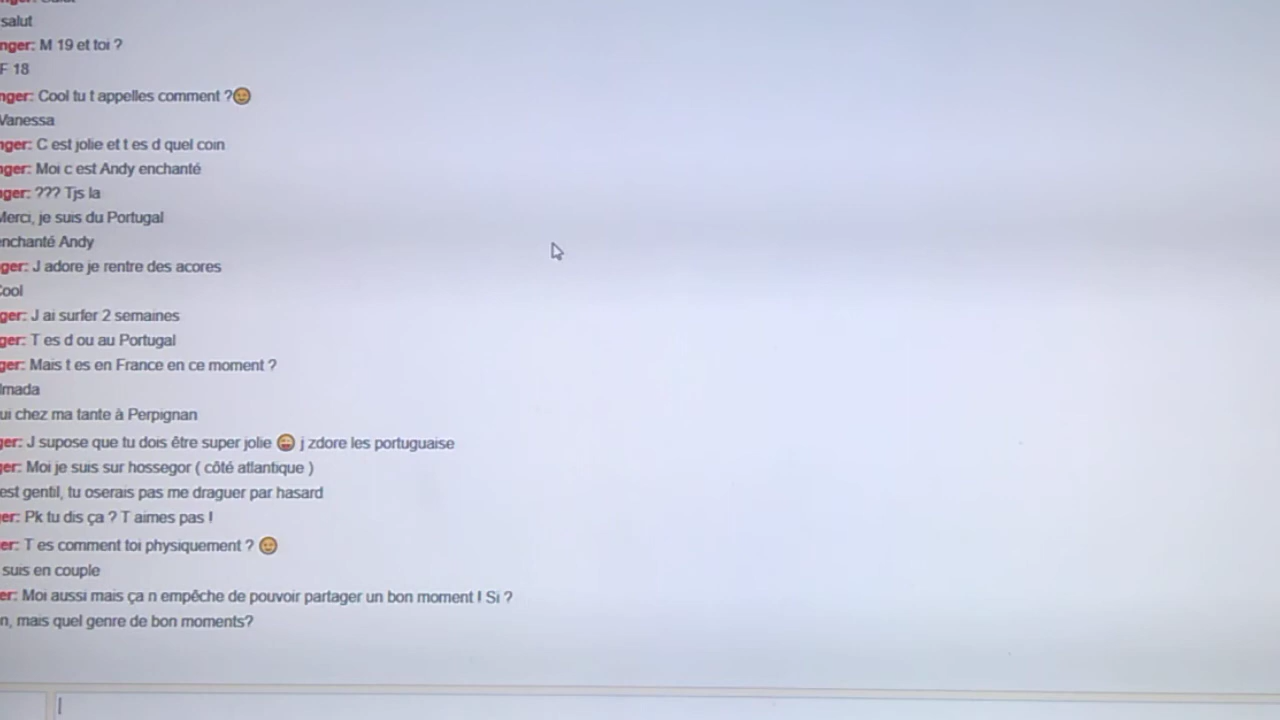 salut
nger: M 19 et toi ?
F 18
nger: Cool tu t appelles comment ?
Vanessa
nger: C est jolie et t es d quel coin
nger: Moi c est Andy enchanté
nger: ??? Tjs la
Merci, je suis du Portugal
enchanté Andy
ger: J adore je rentre des acores
Cool
ger: J ai surfer 2 semaines
ger: T es d ou au Portugal
ger: Mais t es en France en ce moment ?
lmada
ui chez ma tante à Perpignan
ger: J supose que tu dois être super jolie 😜 j zdore les portuguaise
ger: Moi je suis sur hossegor ( côté atlantique )
est gentil, tu oserais pas me draguer par hasard
er: Pk tu dis ça ? T aimes pas !
er: T es comment toi physiquement ?
suis en couple
er: Moi aussi mais ça n empêche de pouvoir partager un bon moment ! Si ?
n, mais quel genre de bon moments?